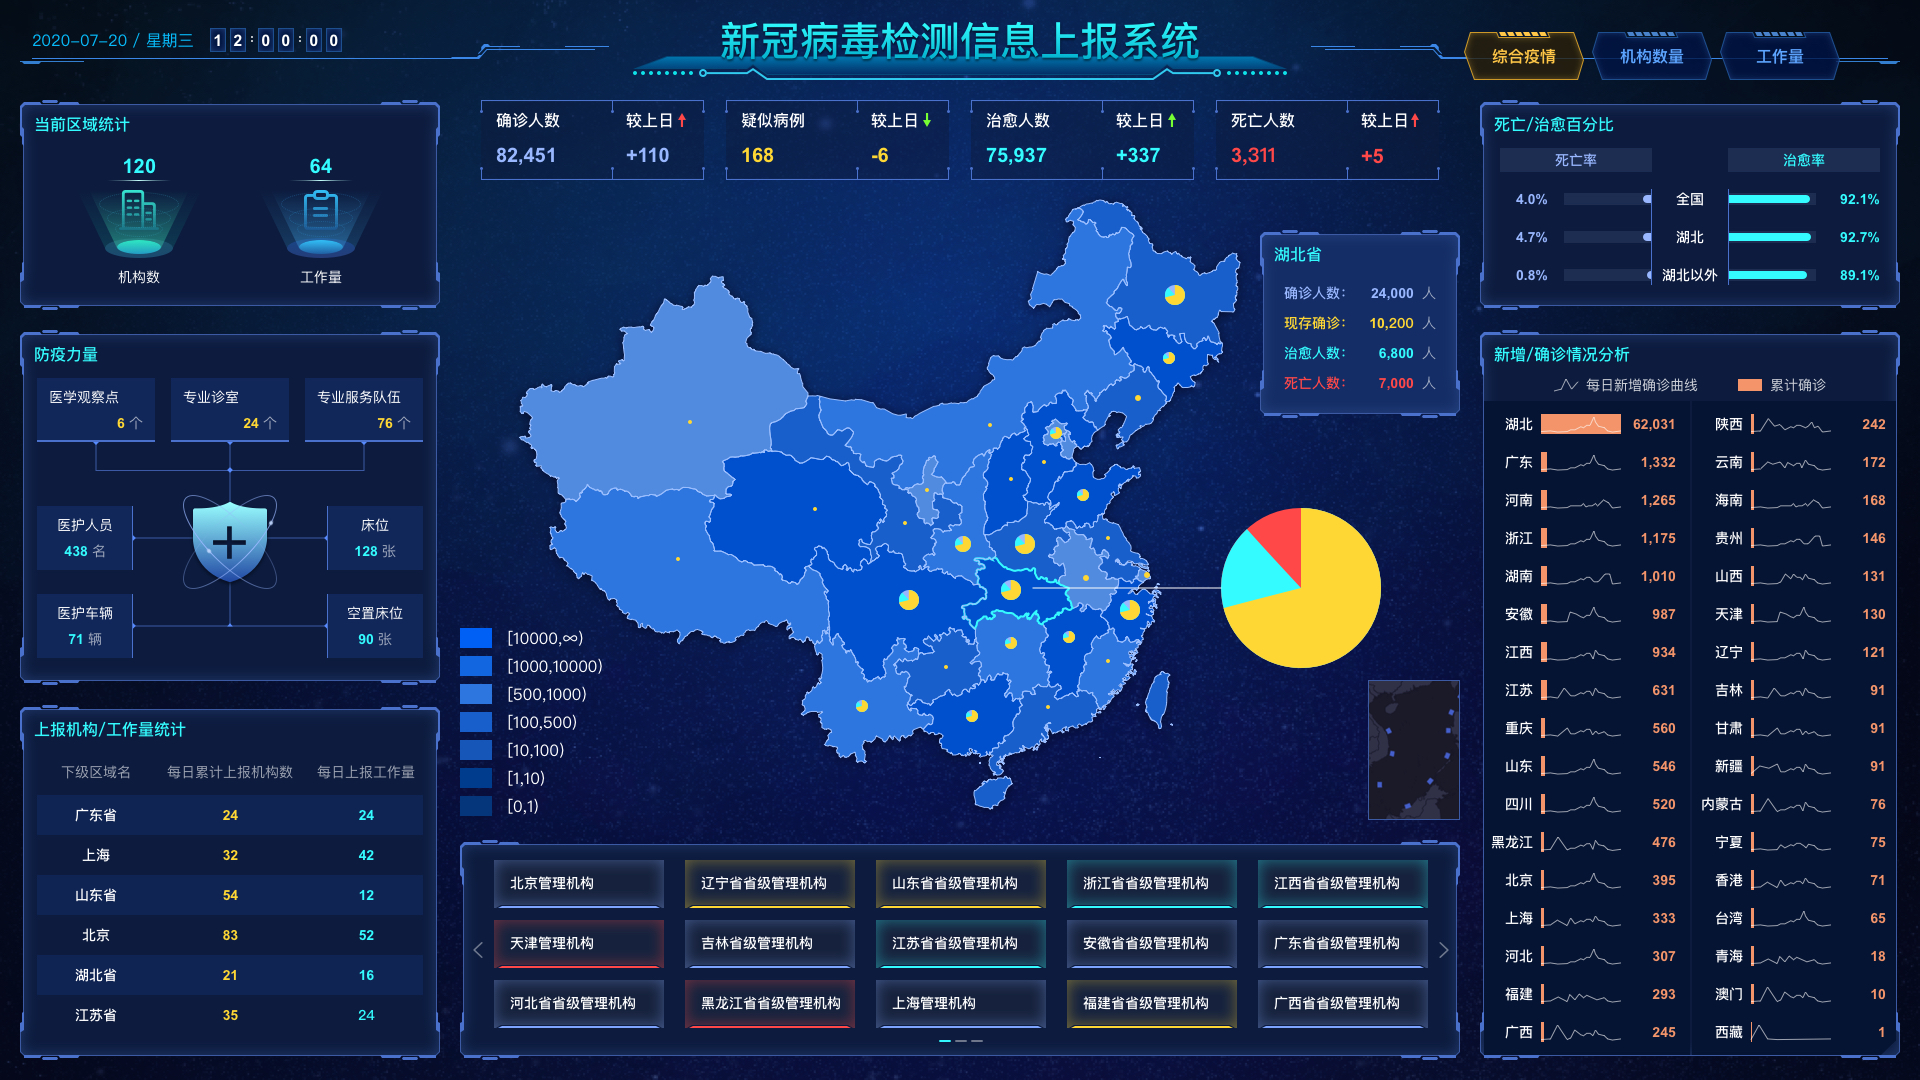 2020-07-20 / 星期三 12:00:00
新冠病毒检测信息上报系统
综合疫情 机构数量 工作量
当前区域统计
120 64
机构数 工作量
防疫力量
医学观察点 专业诊室 专业服务队伍
6 个 24 个 76 个
医护人员 床位
438 名 128 张
医护车辆 空置床位
71 辆 90 张
上报机构/工作量统计
下级区域名 每日累计上报机构数 每日上报工作量
广东省 24 24
上海 32 42
山东省 54 12
北京 83 52
湖北省 21 16
江苏省 35 24
确诊人数 较上日
82,451 +110
疑似病例 较上日
168 -6
治愈人数 较上日
75,937 +337
死亡人数 较上日
3,311 +5
湖北省
确诊人数: 24,000 人
现存确诊: 10,200 人
治愈人数: 6,800 人
死亡人数: 7,000 人
[10000,∞)
[1000,10000)
[500,1000)
[100,500)
[10,100)
[1,10)
[0,1)
北京管理机构 辽宁省省级管理机构 山东省省级管理机构 浙江省省级管理机构 江西省省级管理机构
天津管理机构 吉林省省级管理机构 江苏省省级管理机构 安徽省省级管理机构 广东省省级管理机构
河北省省级管理机构 黑龙江省省级管理机构 上海管理机构 福建省省级管理机构 广西省省级管理机构
死亡/治愈百分比
死亡率 治愈率
4.0% 全国 92.1%
4.7% 湖北 92.7%
0.8% 湖北以外 89.1%
新增/确诊情况分析
每日新增确诊曲线 累计确诊
湖北 62,031 陕西 242
广东 1,332 云南 172
河南 1,265 海南 168
浙江 1,175 贵州 146
湖南 1,010 山西 131
安徽 987 天津 130
江西 934 辽宁 121
江苏 631 吉林 91
重庆 560 甘肃 91
山东 546 新疆 91
四川 520 内蒙古 76
黑龙江 476 宁夏 75
北京 395 香港 71
上海 333 台湾 65
河北 307 青海 18
福建 293 澳门 10
广西 245 西藏 1